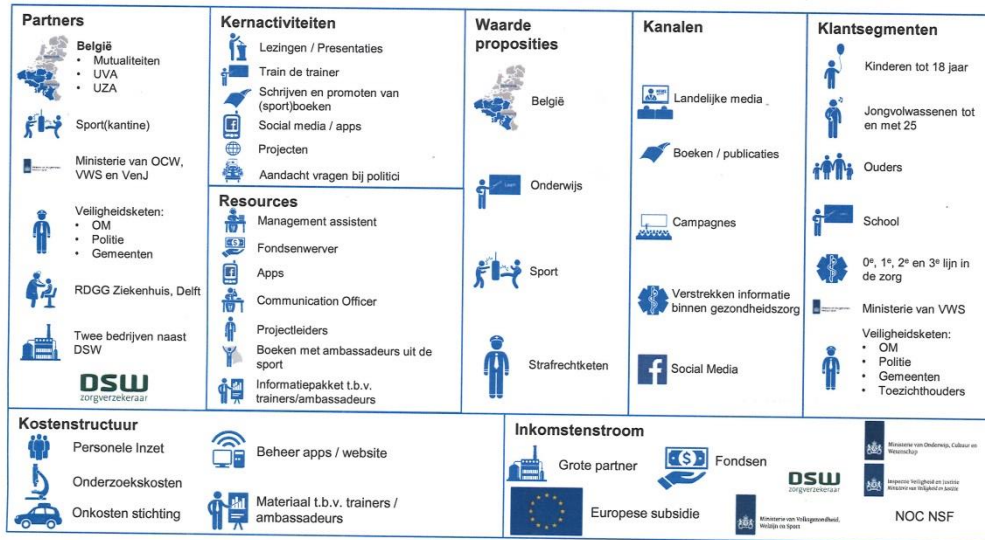 Partners
België
• Mutualiteiten
• UVA
• UZA
Sport(kantine)
Ministerie van OCW,
VWS en VenJ
Veiligheidsketen:
• OM
• Politie
• Gemeenten
RDGG Ziekenhuis, Delft
Twee bedrijven naast
DSW
DSW
zorgverzekeraar
Kernactiviteiten
Lezingen / Presentaties
Train de trainer
Schrijven en promoten van
(sport)boeken
Social media / apps
Projecten
Aandacht vragen bij politici
Resources
Management assistent
Fondsenwerver
Apps
Communication Officer
Projectleiders
Boeken met ambassadeurs uit de
sport
Informatiepakket t.b.v.
trainers/ambassadeurs
Waarde
proposities
België
Onderwijs
Sport
Strafrechtketen
Kanalen
Landelijke media
Boeken / publicaties
Campagnes
Verstrekken informatie
binnen gezondheidszorg
Social Media
Klantsegmenten
Kinderen tot 18 jaar
Jongvolwassenen tot
en met 25
Ouders
School
0e, 1e, 2e en 3e lijn in
de zorg
Ministerie van VWS
Veiligheidsketen:
• OM
• Politie
• Gemeenten
• Toezichthouders
Kostenstructuur
Personele Inzet
Onderzoekskosten
Onkosten stichting
Beheer apps / website
Materiaal t.b.v. trainers /
ambassadeurs
Inkomstenstroom
Grote partner
Fondsen
Europese subsidie
DSW
zorgverzekeraar
Ministerie van Volksgezondheid,
Welzijn en Sport
Ministerie van Onderwijs, Cultuur en
Wetenschap
Inspectie Veiligheid en Justitie
Ministerie van Veiligheid en Justitie
NOC NSF